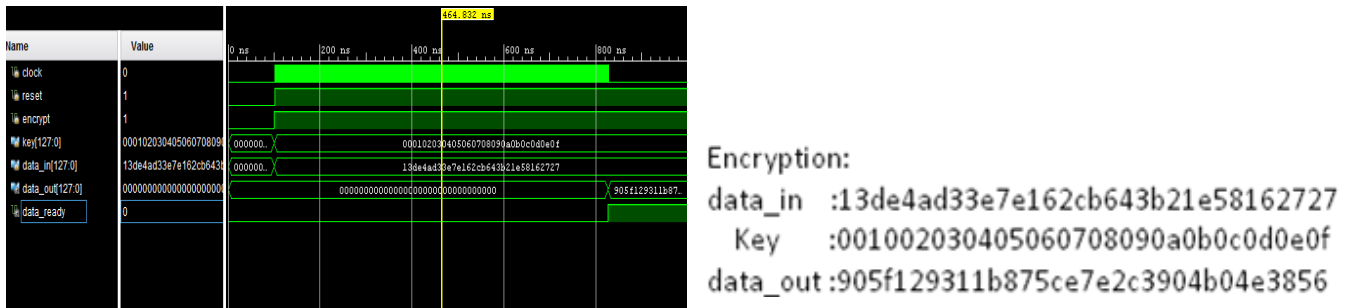 464.832 ns
Name Value 0 ns 200 ns 400 ns 600 ns 800 ns
clock 0
reset 1
encrypt 1
key[127:0] 000102030405060708090 000000... 000102030405060708090a0b0c0d0e0f
data_in[127:0] 13de4ad33e7e162cb643b 000000... 13de4ad33e7e162cb643b21e58162727
data_out[127:0] 000000000000000000000 00000000000000000000000000000000 905f129311b87...
data_ready 0
Encryption:
data_in :13de4ad33e7e162cb643b21e58162727
Key :001002030405060708090a0b0c0d0e0f
data_out :905f129311b875ce7e2c3904b04e3856